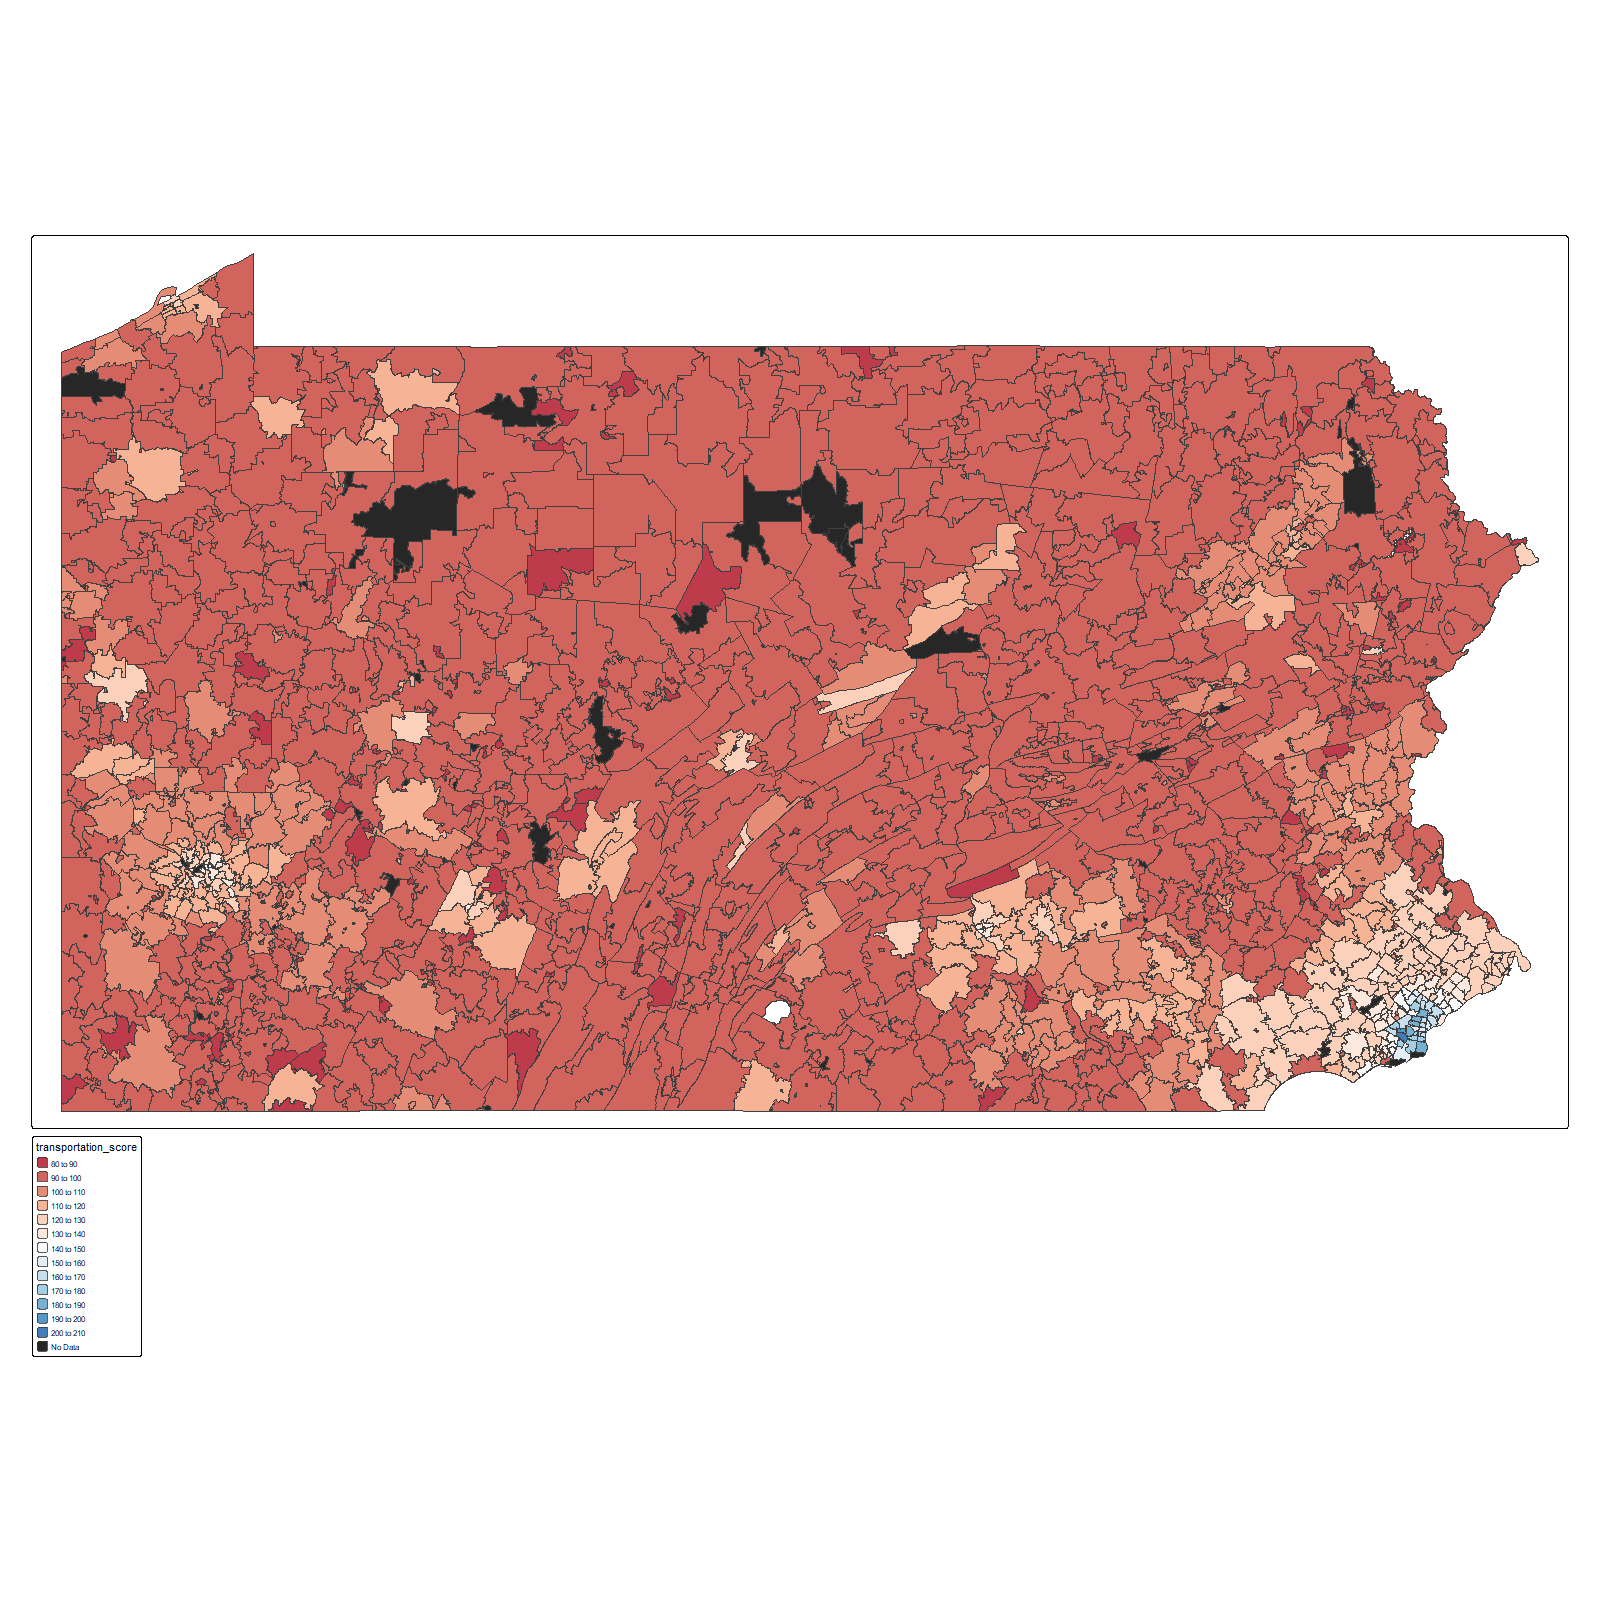 transportation_score
80 to 90
90 to 100
100 to 110
110 to 120
120 to 130
130 to 140
140 to 150
150 to 160
160 to 170
170 to 180
180 to 190
190 to 200
200 to 210
No Data